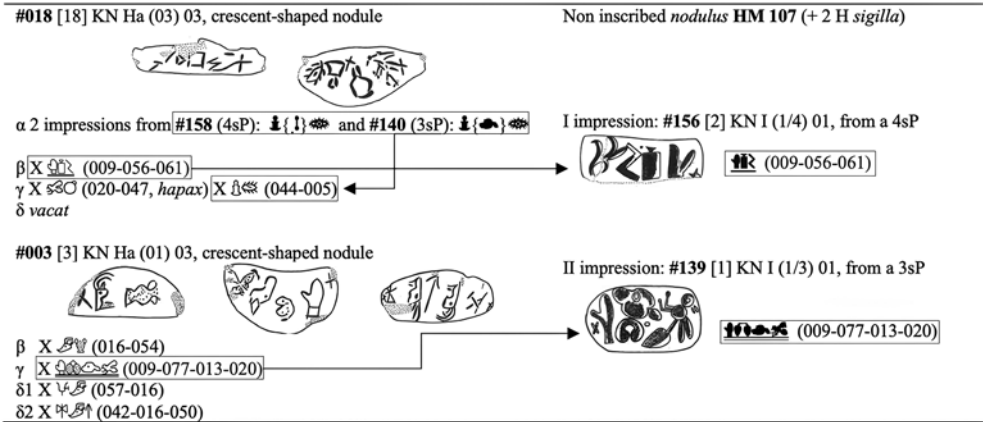 #018 [18] KN Ha (03) 03, crescent-shaped nodule
Non inscribed nodulus HM 107 (+ 2 H sigilla)
α 2 impressions from #158 (4sP): { } and #140 (3sP): { }
I impression: #156 [2] KN I (1/4) 01, from a 4sP
β X (009-056-061)
(009-056-061)
γ X (020-047, hapax) X (044-005)
δ vacat
#003 [3] KN Ha (01) 03, crescent-shaped nodule
II impression: #139 [1] KN I (1/3) 01, from a 3sP
β X (016-054)
(009-077-013-020)
γ X (009-077-013-020)
δ1 X (057-016)
δ2 X (042-016-050)